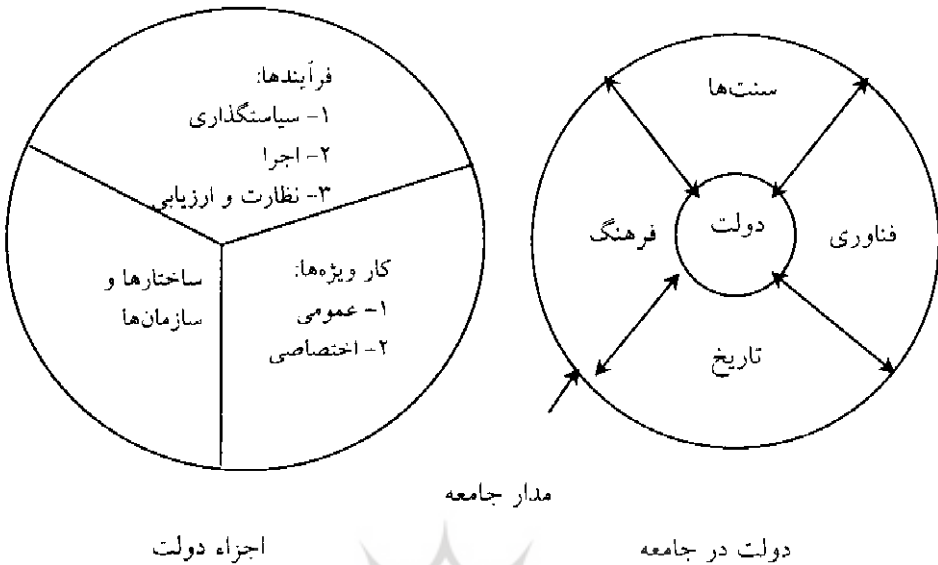 سنت‌ها
فناوری
دولت
فرهنگ
تاریخ
فرآیندها:
۱- سیاستگذاری
۲- اجرا
۳- نظارت و ارزیابی
کار ویژه‌ها:
۱- عمومی
۲- اختصاصی
ساختارها و
سازمان‌ها
مدار جامعه
دولت در جامعه
اجزاء دولت